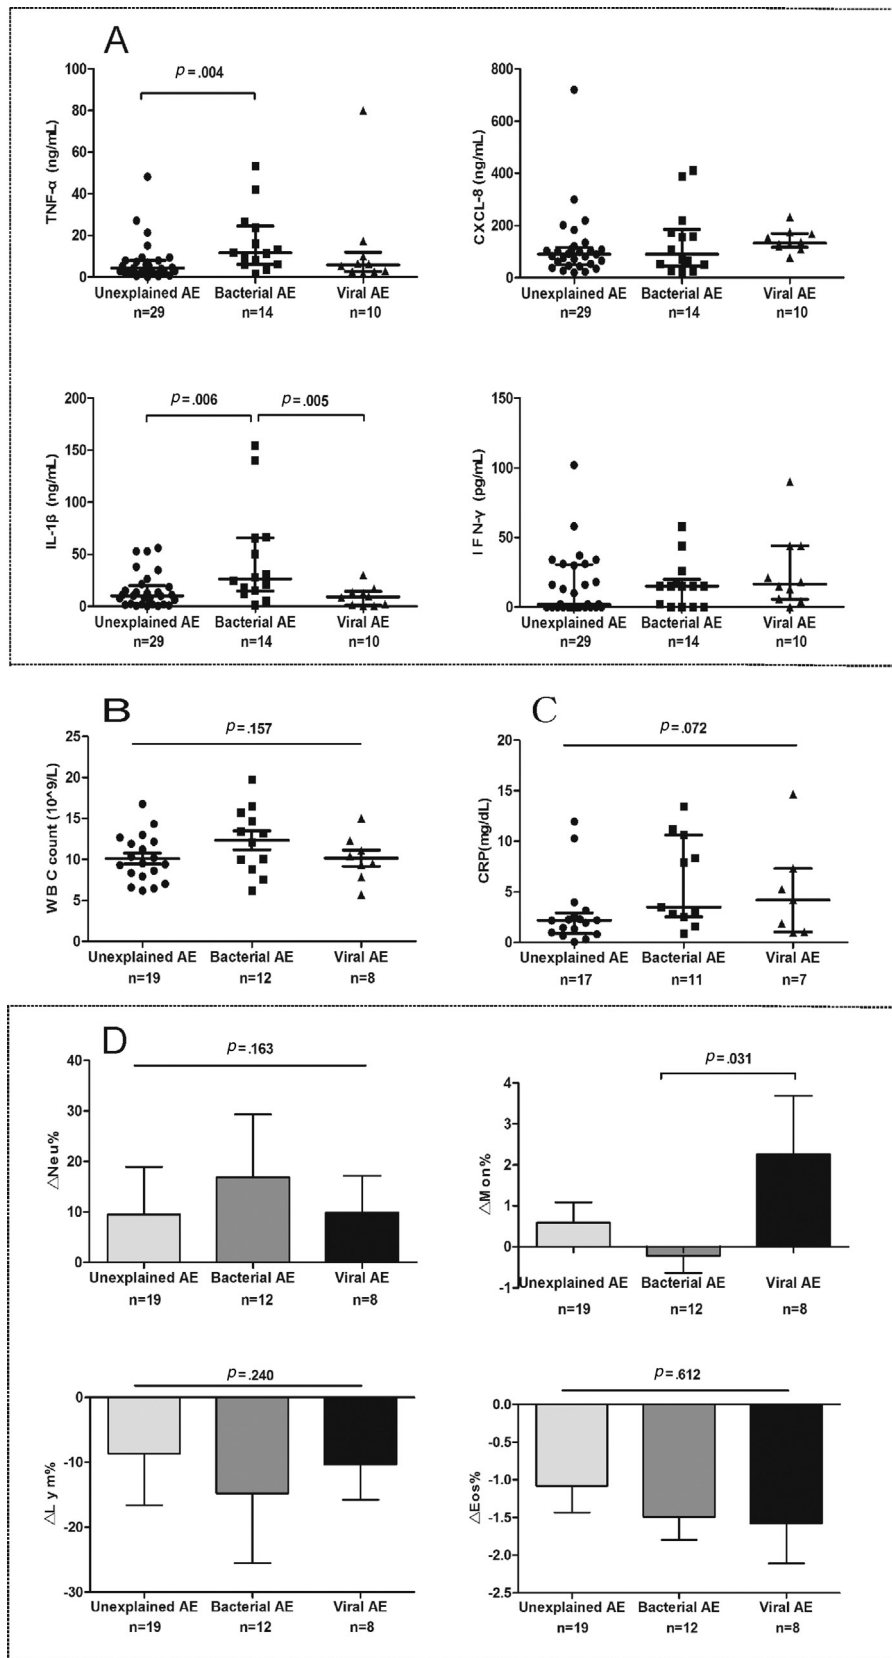 A
p=.004
TNF-α (ng/mL)
100
80
60
40
20
0
Unexplained AE Bacterial AE Viral AE
n=29 n=14 n=10
CXCL-8 (ng/mL)
800
600
400
200
0
Unexplained AE Bacterial AE Viral AE
n=29 n=14 n=10
p=.006 p=.005
IL-1β (ng/mL)
200
150
100
50
0
Unexplained AE Bacterial AE Viral AE
n=29 n=14 n=10
IFN-γ (pg/mL)
150
100
50
0
Unexplained AE Bacterial AE Viral AE
n=29 n=14 n=10
B
p=.157
WBC count (10^9/L)
25
20
15
10
5
0
Unexplained AE Bacterial AE Viral AE
n=19 n=12 n=8
C
p=.072
CRP(mg/dL)
20
15
10
5
0
Unexplained AE Bacterial AE Viral AE
n=17 n=11 n=7
D
p=.163
△Neu%
40
30
20
10
0
Unexplained AE Bacterial AE Viral AE
n=19 n=12 n=8
p=.031
△Mon%
4
3
2
1
0
-1
Unexplained AE Bacterial AE Viral AE
n=19 n=12 n=8
p=.240
△Lym%
-0
-10
-20
-30
Unexplained AE Bacterial AE Viral AE
n=19 n=12 n=8
p=.612
△Eos%
0.0
-0.5
-1.0
-1.5
-2.0
-2.5
Unexplained AE Bacterial AE Viral AE
n=19 n=12 n=8